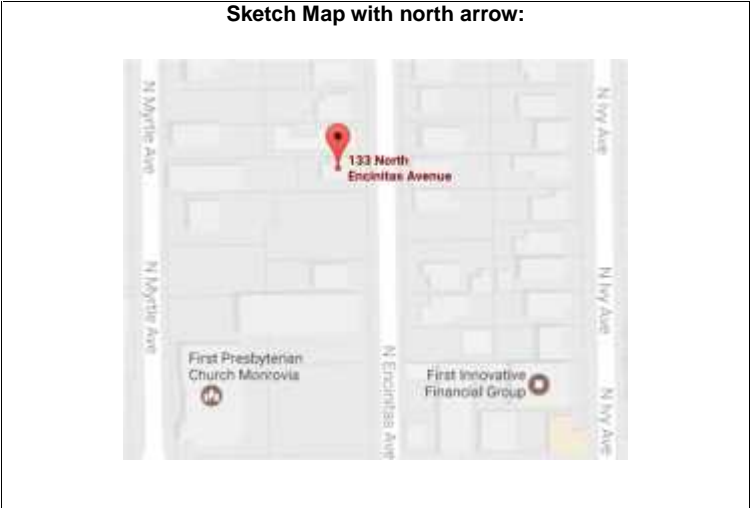 Sketch Map with north arrow:
N Myrtle Ave
N Ivy Ave
133 North
Encinitas Avenue
N Myrtle Ave
N Ivy Ave
First Presbyterian
Church Monrovia
N Encinitas Ave
First Innovative
Financial Group
N Ivy Ave